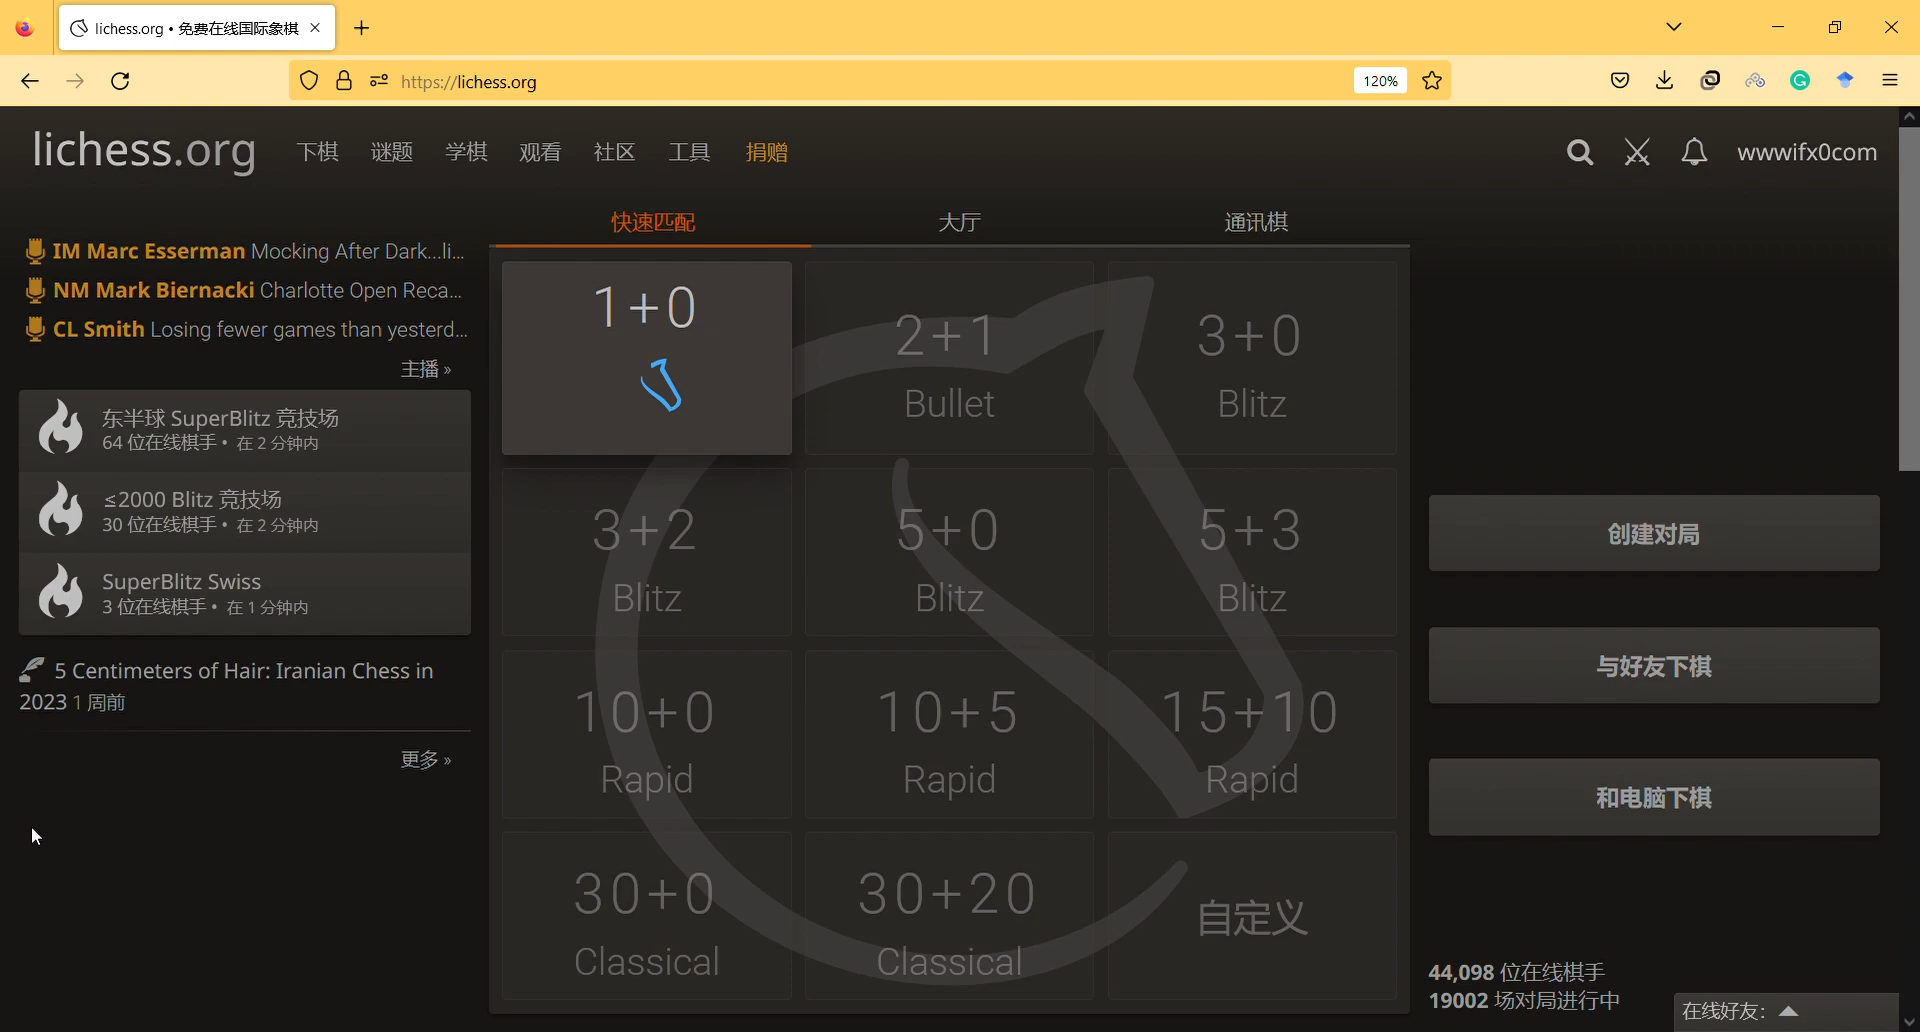 lichess.org • 免费在线国际象棋
https://lichess.org
120%
lichess.org
下棋 谜题 学棋 观看 社区 工具 捐赠
wwwifx0com
快速匹配 大厅 通讯棋
IM Marc Esserman Mocking After Dark...li...
NM Mark Biernacki Charlotte Open Reca...
CL Smith Losing fewer games than yesterd...
主播 »
东半球 SuperBlitz 竞技场
64 位在线棋手 • 在 2 分钟内
≤2000 Blitz 竞技场
30 位在线棋手 • 在 2 分钟内
SuperBlitz Swiss
3 位在线棋手 • 在 1 分钟内
5 Centimeters of Hair: Iranian Chess in
2023 1 周前
更多 »
1+0
2+1
Bullet
3+0
Blitz
3+2
Blitz
5+0
Blitz
5+3
Blitz
10+0
Rapid
10+5
Rapid
15+10
Rapid
30+0
Classical
30+20
Classical
自定义
创建对局
与好友下棋
和电脑下棋
44,098 位在线棋手
19002 场对局进行中
在线好友：